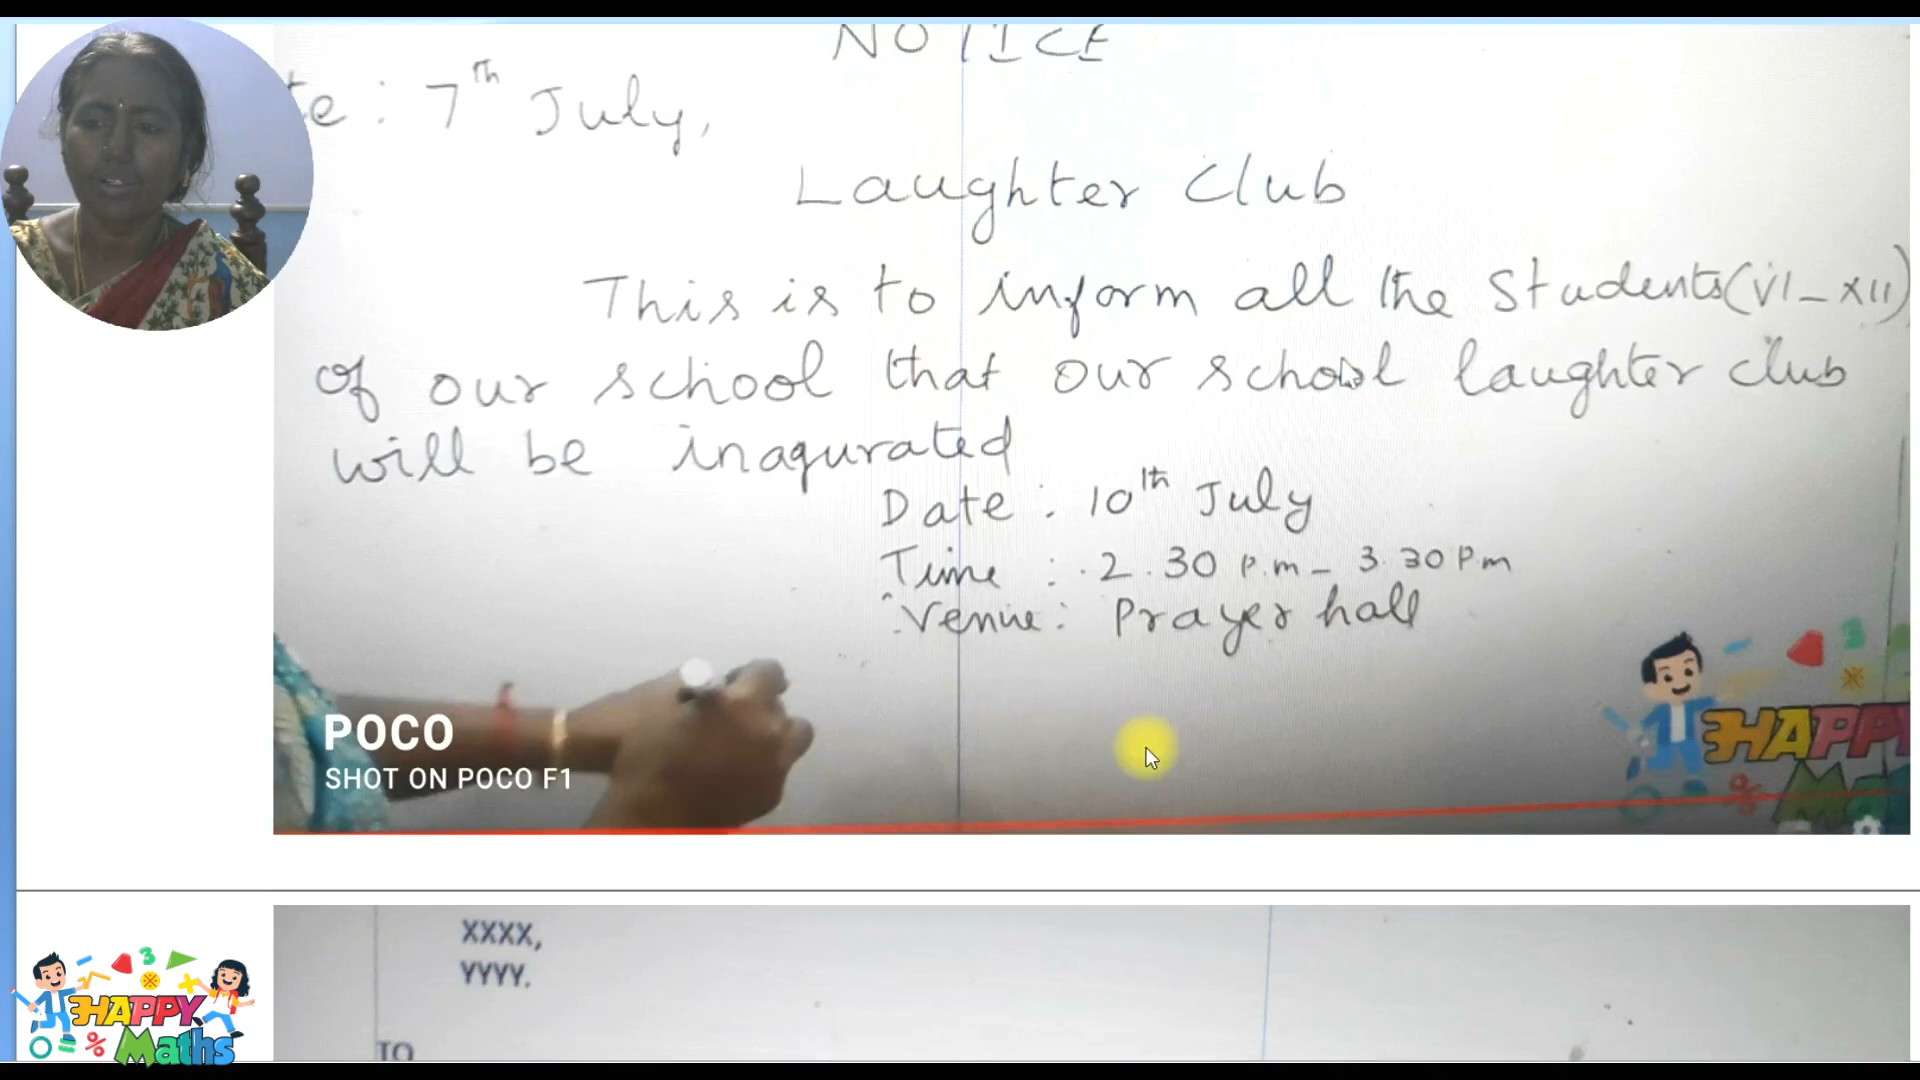 NOTICE
te: 7th July,
Laughter Club
This is to inform all the Students (VI - XII)
of our school that our school laughter club
will be inagurated
Date: 10th July
Time: 2.30 p.m - 3.30 P.m
Venue: Prayer hall
POCO
SHOT ON POCO F1
HAPPY
Ma
XXXX,
YYYY.
TO
HAPPY
Maths